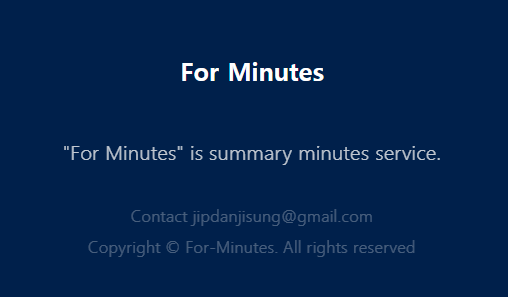 For Minutes
"For Minutes" is summary minutes service.
Contact jipdanjisung@gmail.com
Copyright © For-Minutes. All rights reserved